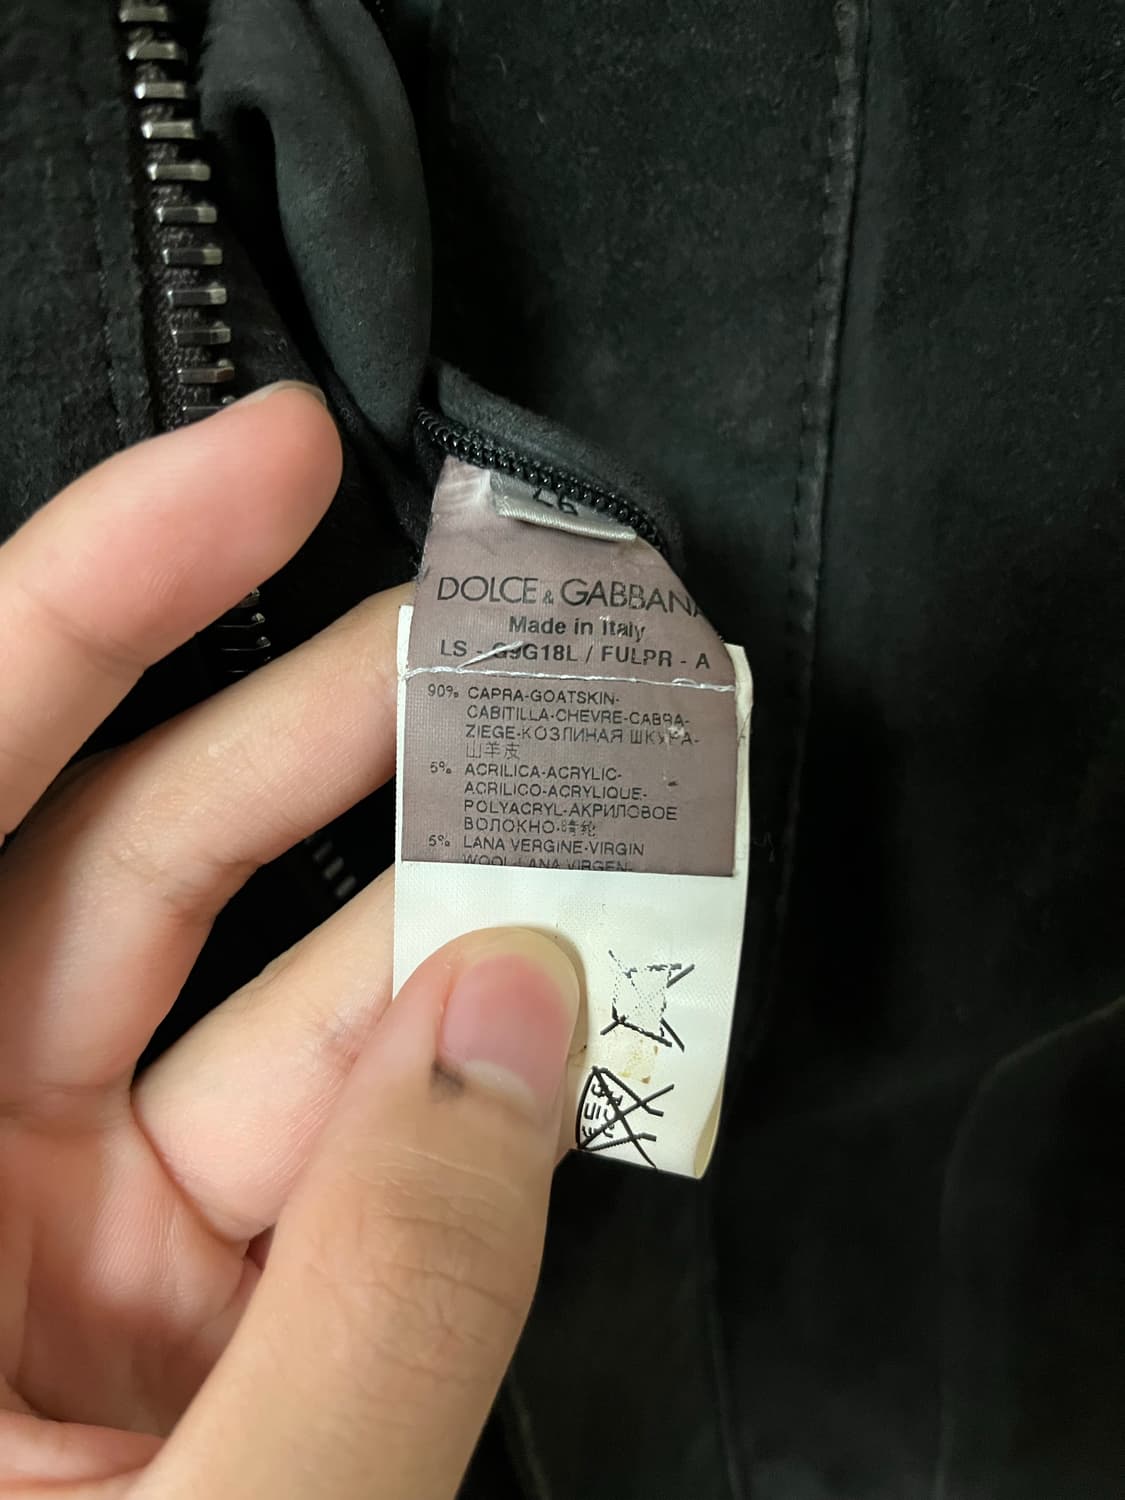 DOLCE & GABBANA
Made in Italy
LS - G9G18L / FULPR - A
90% CAPRA-GOATSKIN-
CABITILLA-CHEVRE-CABRA-
ZIEGE-КОЗЛИНАЯ ШКУРА-
山羊皮
5% ACRILICA-ACRYLIC-
ACRILICO-ACRYLIQUE-
POLYACRYL-АКРИЛОВОЕ
ВОЛОКНО-
5% LANA VERGINE-VIRGIN
WOOL-LANA VIRGEN-